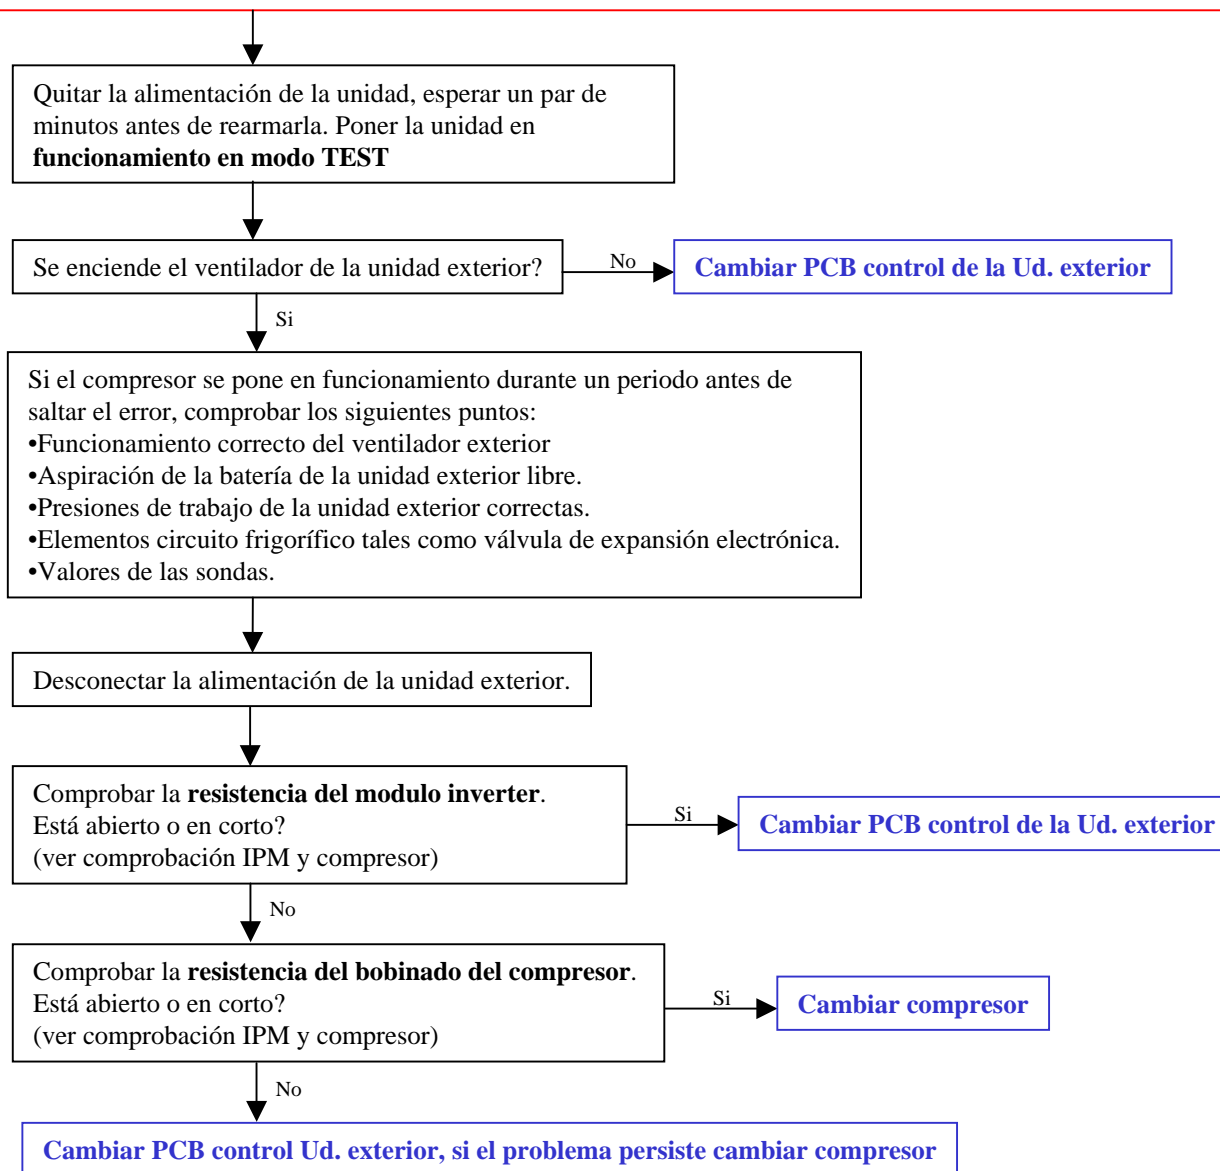 Quitar la alimentación de la unidad, esperar un par de
minutos antes de rearmarla. Poner la unidad en
funcionamiento en modo TEST
Se enciende el ventilador de la unidad exterior?
No
Cambiar PCB control de la Ud. exterior
Si
Si el compresor se pone en funcionamiento durante un periodo antes de
saltar el error, comprobar los siguientes puntos:
•Funcionamiento correcto del ventilador exterior
•Aspiración de la batería de la unidad exterior libre.
•Presiones de trabajo de la unidad exterior correctas.
•Elementos circuito frigorífico tales como válvula de expansión electrónica.
•Valores de las sondas.
Desconectar la alimentación de la unidad exterior.
Comprobar la resistencia del modulo inverter.
Está abierto o en corto?
(ver comprobación IPM y compresor)
Si
Cambiar PCB control de la Ud. exterior
No
Comprobar la resistencia del bobinado del compresor.
Está abierto o en corto?
(ver comprobación IPM y compresor)
Si
Cambiar compresor
No
Cambiar PCB control Ud. exterior, si el problema persiste cambiar compresor